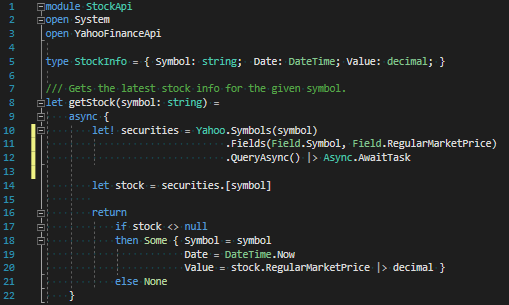 1 module StockApi
2 open System
3 open YahooFinanceApi
4
5 type StockInfo = { Symbol: string;  Date: DateTime; Value: decimal; }
6
7 /// Gets the latest stock info for the given symbol.
8 let getStock(symbol: string) =
9     async {
10         let! securities = Yahoo.Symbols(symbol)
11                               .Fields(Field.Symbol, Field.RegularMarketPrice)
12                               .QueryAsync() |> Async.AwaitTask
13
14         let stock = securities.[symbol]
15
16         return
17             if stock <> null
18             then Some { Symbol = symbol
19                         Date = DateTime.Now
20                         Value = stock.RegularMarketPrice |> decimal }
21             else None
22     }